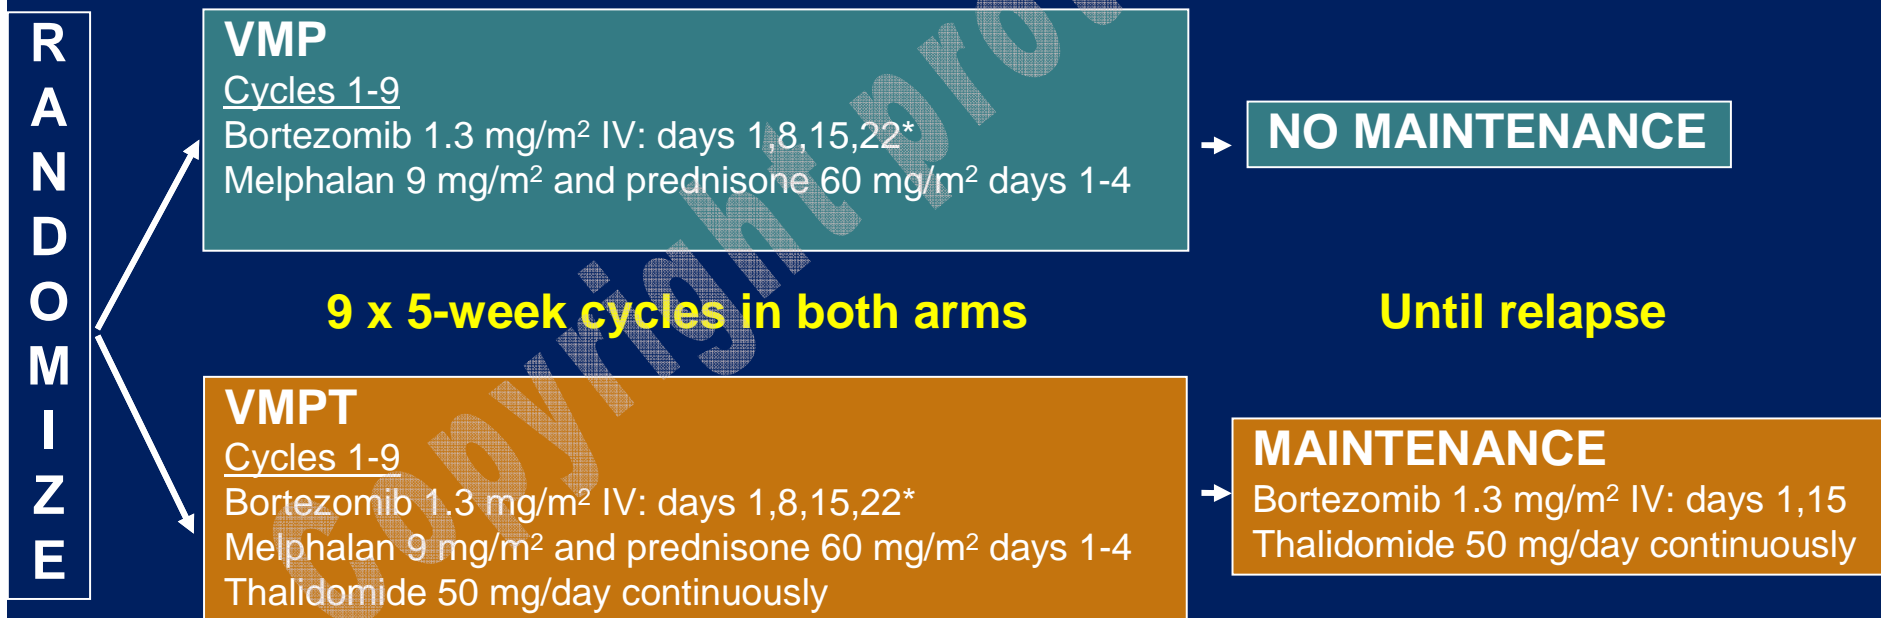 RANDOMIZE
VMP
Cycles 1-9
Bortezomib 1.3 mg/m² IV: days 1,8,15,22*
Melphalan 9 mg/m² and prednisone 60 mg/m² days 1-4
NO MAINTENANCE
9 x 5-week cycles in both arms
Until relapse
VMPT
Cycles 1-9
Bortezomib 1.3 mg/m² IV: days 1,8,15,22*
Melphalan 9 mg/m² and prednisone 60 mg/m² days 1-4
Thalidomide 50 mg/day continuously
MAINTENANCE
Bortezomib 1.3 mg/m² IV: days 1,15
Thalidomide 50 mg/day continuously
Copyright